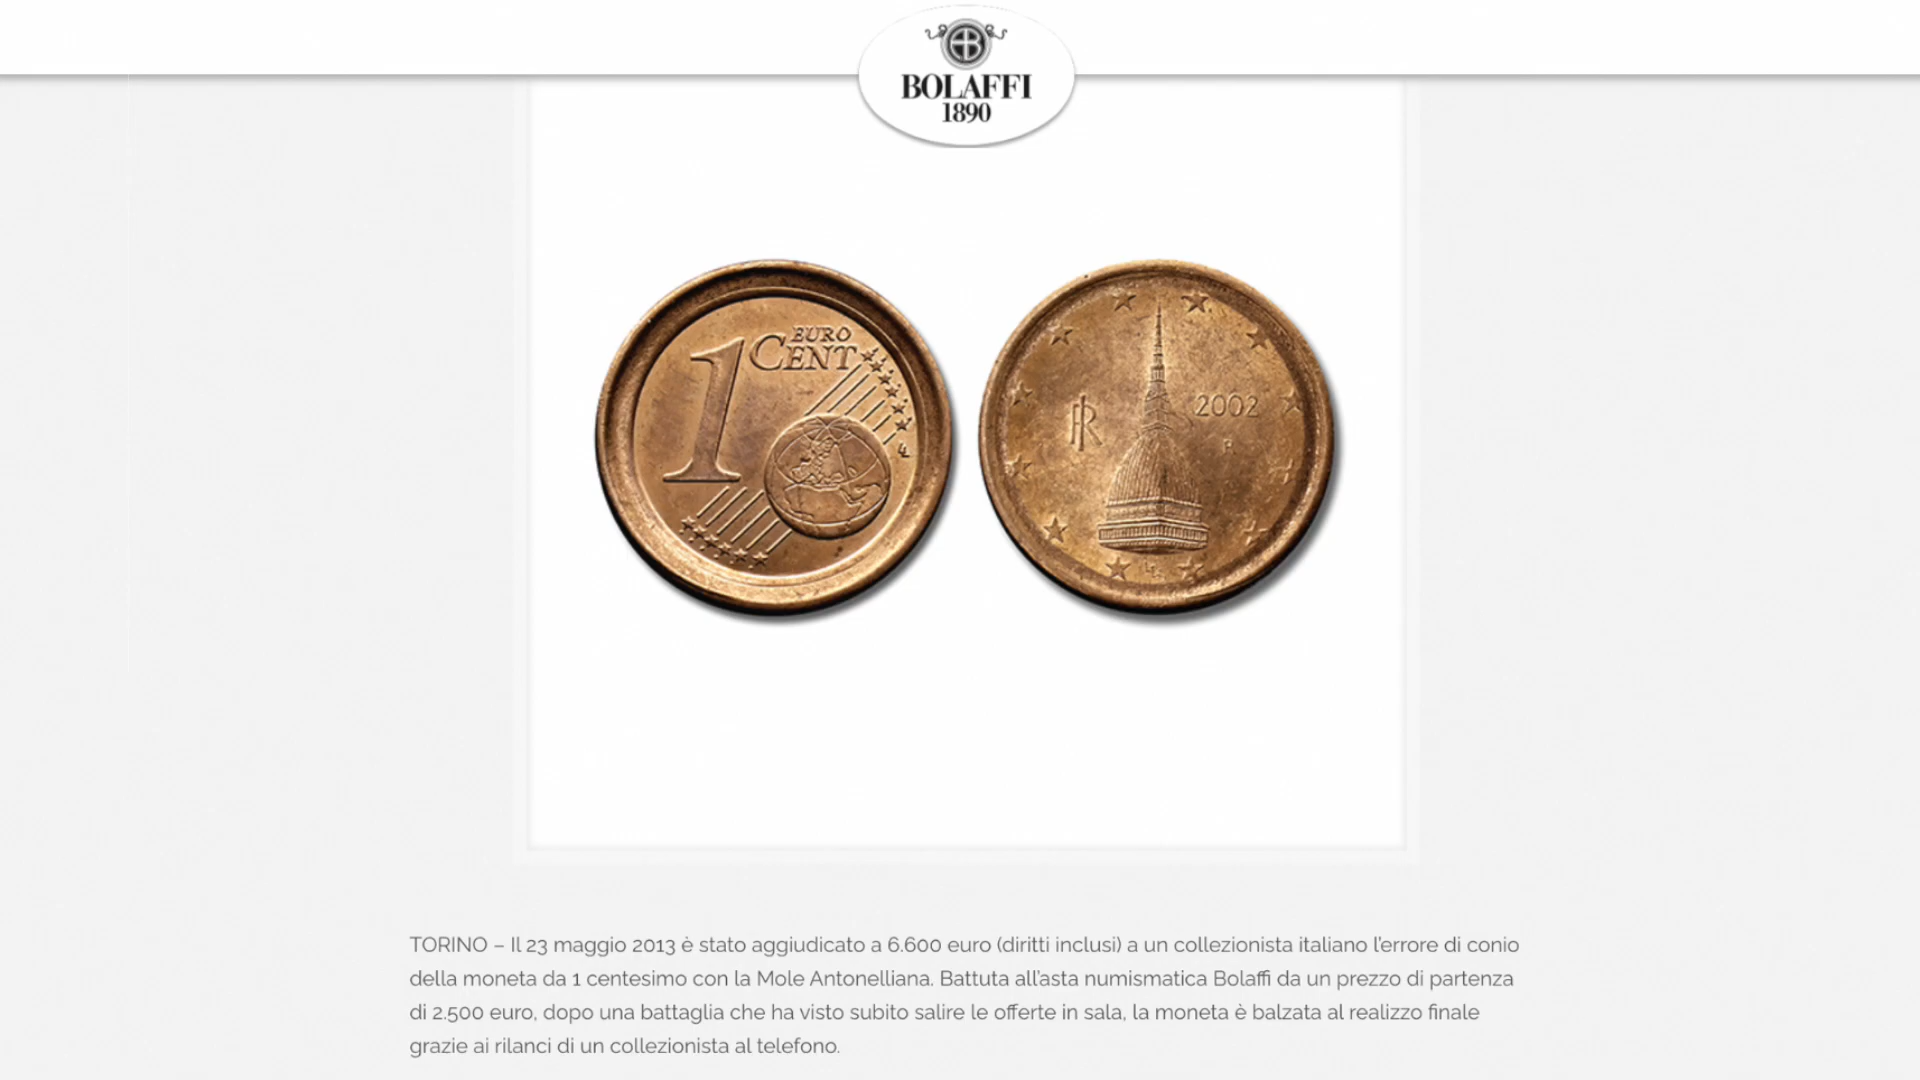 BOLAFFI
1890
EURO
1 CENT
RI
2002
R
TORINO – Il 23 maggio 2013 è stato aggiudicato a 6.600 euro (diritti inclusi) a un collezionista italiano l'errore di conio
della moneta da 1 centesimo con la Mole Antonelliana. Battuta all'asta numismatica Bolaffi da un prezzo di partenza
di 2.500 euro, dopo una battaglia che ha visto subito salire le offerte in sala, la moneta è balzata al realizzo finale
grazie ai rilanci di un collezionista al telefono.